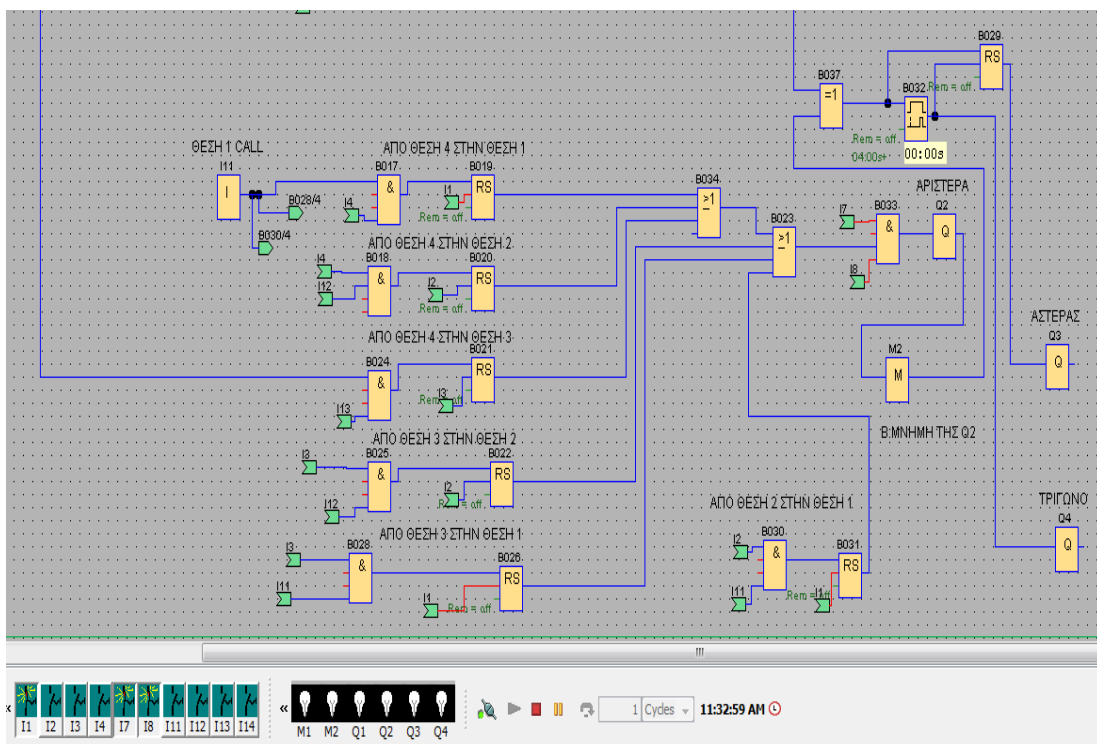 B029
RS
B037
=1
B032
Rem = off
Rem = off
04:00s+
00:00s
ΘΕΣΗ 1 CALL
I11
I
B028/4
B030/4
ΑΠΟ ΘΕΣΗ 4 ΣΤΗΝ ΘΕΣΗ 1
B017
&
I4
B019
RS
I1
Rem = off
B034
>1
ΑΡΙΣΤΕΡΑ
I7
B033
&
Q2
Q
I8
B023
>1
ΑΠΟ ΘΕΣΗ 4 ΣΤΗΝ ΘΕΣΗ 2
I4
B018
&
I12
B020
RS
I2
Rem = off
ΑΣΤΕΡΑΣ
Q3
Q
ΑΠΟ ΘΕΣΗ 4 ΣΤΗΝ ΘΕΣΗ 3
B024
&
I13
B021
RS
I3
M2
M
Β:ΜΝΗΜΗ ΤΗΣ Q2
ΑΠΟ ΘΕΣΗ 3 ΣΤΗΝ ΘΕΣΗ 2
I3
B025
&
I12
B022
RS
I2
ΑΠΟ ΘΕΣΗ 2 ΣΤΗΝ ΘΕΣΗ 1
I2
B030
&
I11
B031
RS
I1
ΤΡΙΓΩΝΟ
Q4
Q
ΑΠΟ ΘΕΣΗ 3 ΣΤΗΝ ΘΕΣΗ 1
I3
B028
&
I11
B026
RS
I1
Rem = off
I1 I2 I3 I4 I7 I8 I11 I12 I13 I14
M1 M2 Q1 Q2 Q3 Q4
1 Cycles 11:32:59 AM